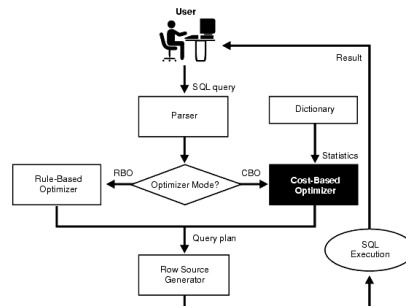 User
Result
SQL query
Parser
Dictionary
Statistics
Rule-Based
Optimizer
RBO
Optimizer Mode?
CBO
Cost-Based
Optimizer
Query plan
SQL
Execution
Row Source
Generator